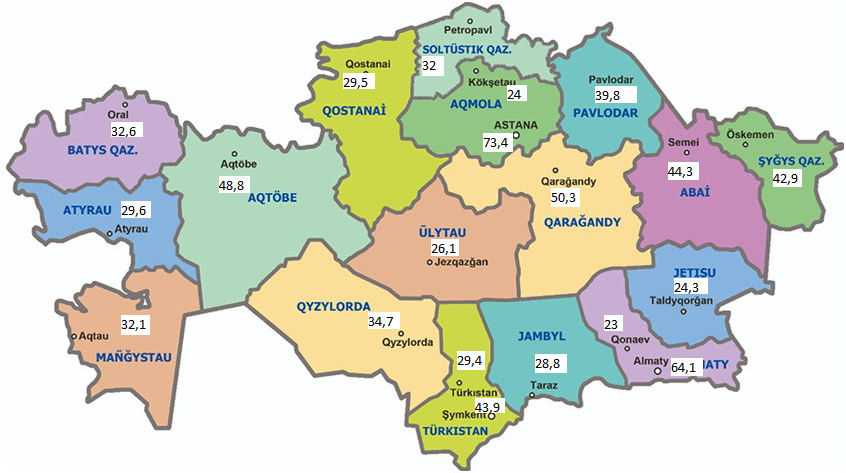 Petropavl
SOLTÜSTIK QAZ.
32
Qostanai
29,5
QOSTANAİ
Kökşetau
24
AQMOLA
ASTANA
73,4
Pavlodar
39,8
PAVLODAR
Oral
32,6
BATYS QAZ.
Aqtöbe
48,8
AQTÖBE
Semei
44,3
ABAİ
Öskemen
ŞYĞYS QAZ.
42,9
Qarağandy
50,3
QARAĞANDY
ATYRAU
29,6
Atyrau
ŪLYTAU
26,1
Jezqazğan
JETISU
24,3
Taldyqorğan
Aqtau
32,1
MAÑĞYSTAU
QYZYLORDA
34,7
Qyzylorda
JAMBYL
28,8
Taraz
23
Qonaev
Almaty
64,1
MATY
29,4
Türkıstan
Şymkent
43,9
TÜRKISTAN